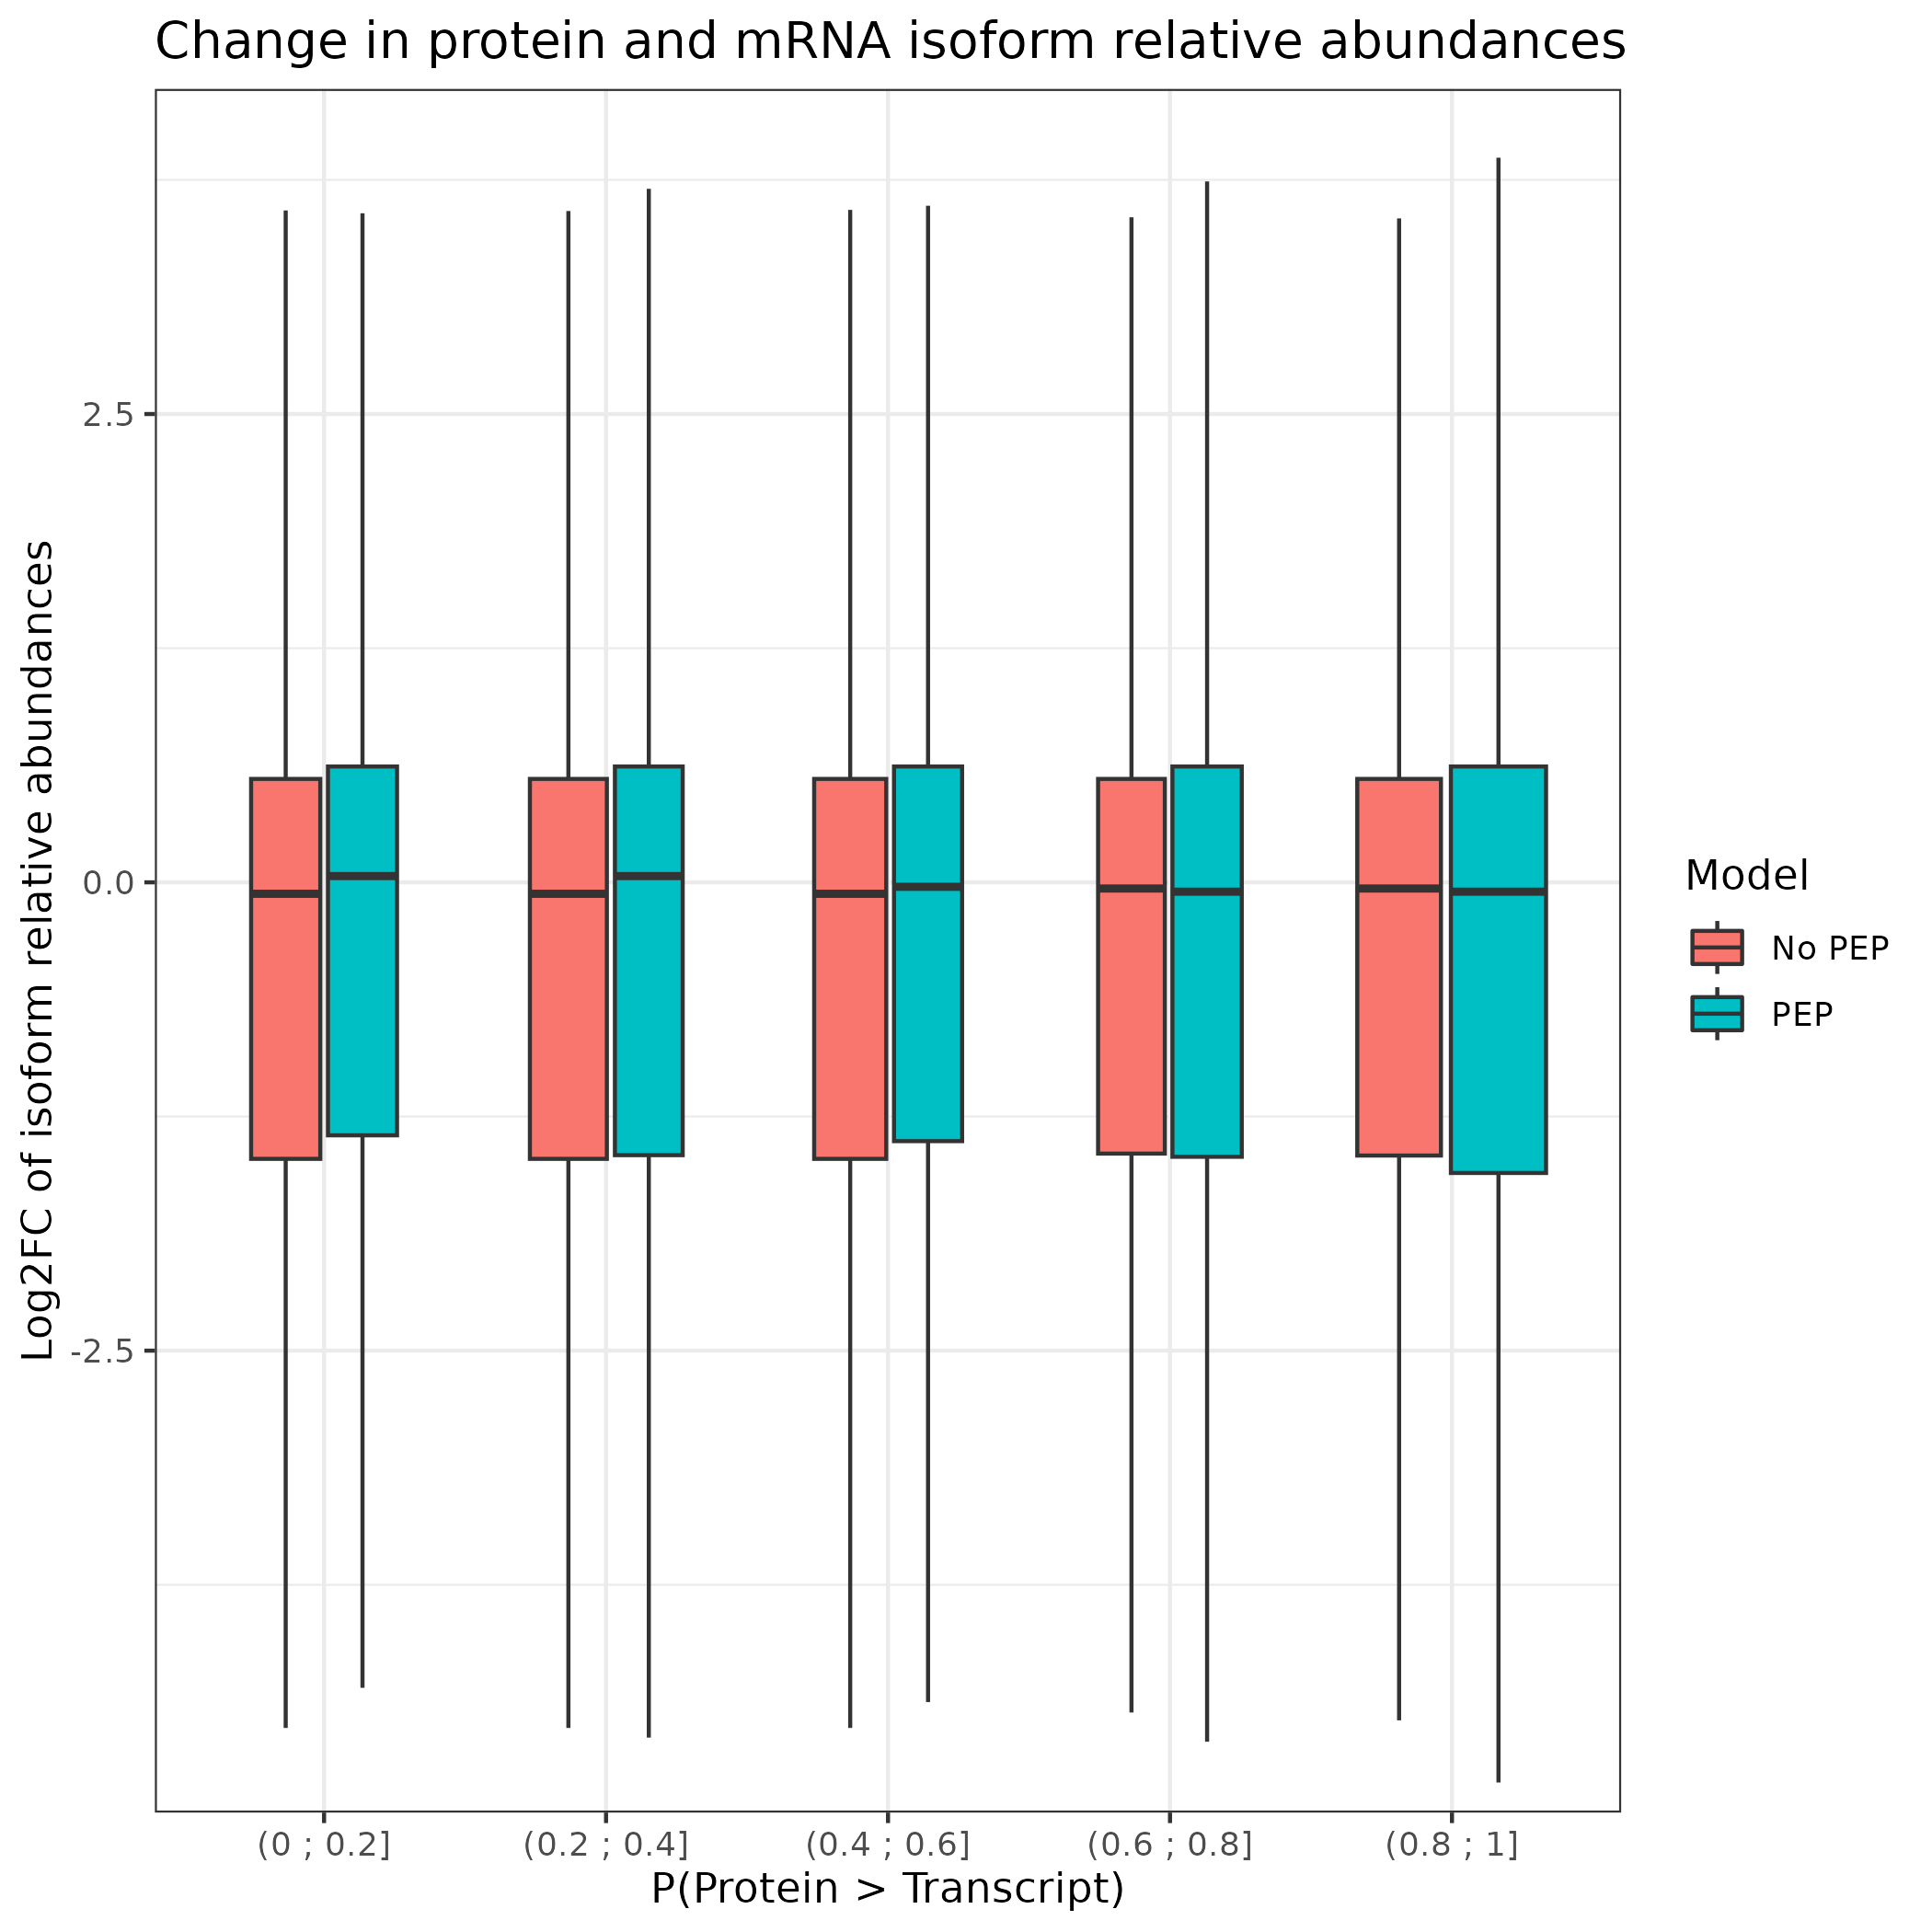 Change in protein and mRNA isoform relative abundances
Log2FC of isoform relative abundances
2.5
0.0
-2.5
(0 ; 0.2]
(0.2 ; 0.4]
(0.4 ; 0.6]
(0.6 ; 0.8]
(0.8 ; 1]
P(Protein > Transcript)
Model
No PEP
PEP